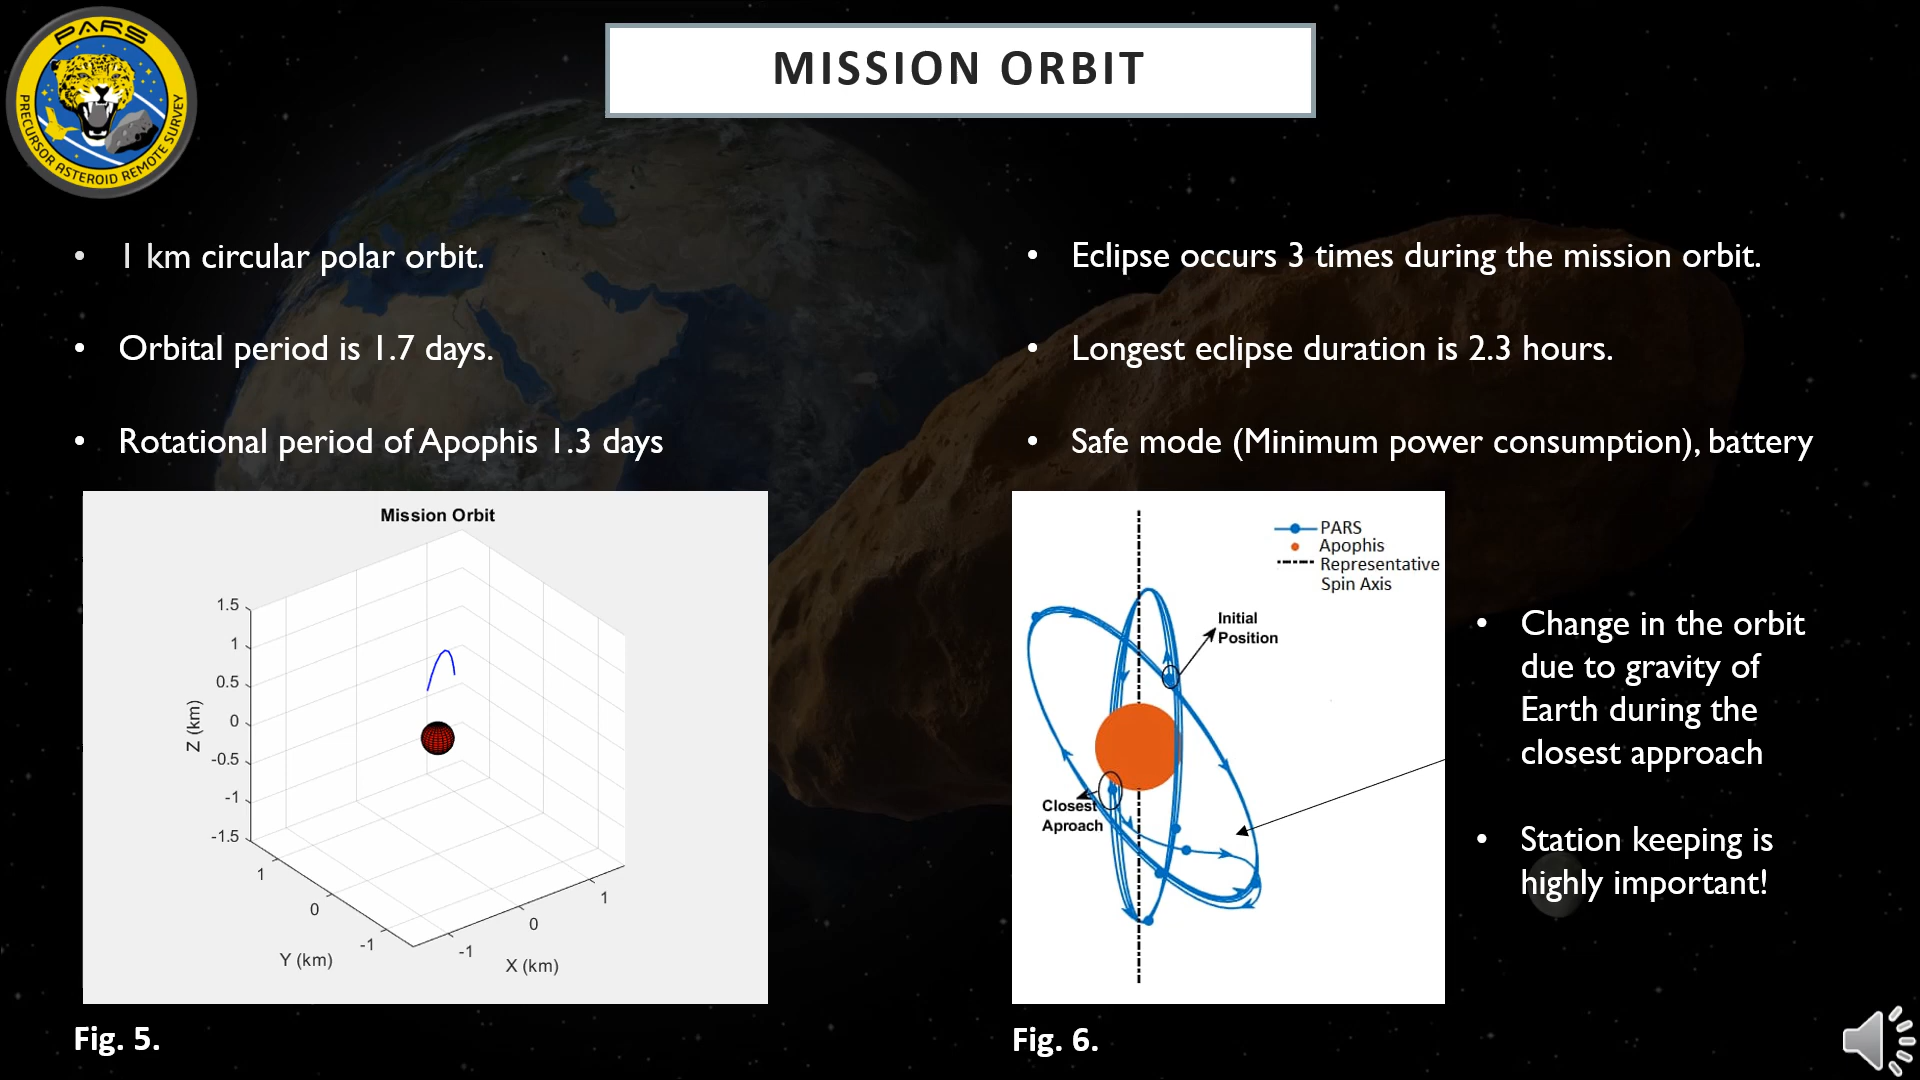 PARS
PRECURSOR ASTEROID REMOTE SURVEY
MISSION ORBIT
• 1 km circular polar orbit.
• Orbital period is 1.7 days.
• Rotational period of Apophis 1.3 days
• Eclipse occurs 3 times during the mission orbit.
• Longest eclipse duration is 2.3 hours.
• Safe mode (Minimum power consumption), battery
Mission Orbit
1.5
1
0.5
0
-0.5
-1
-1.5
Z (km)
1
0
-1
Y (km)
-1
0
1
X (km)
Fig. 5.
PARS
Apophis
Representative
Spin Axis
Initial
Position
Closest
Aproach
Fig. 6.
• Change in the orbit
due to gravity of
Earth during the
closest approach
• Station keeping is
highly important!